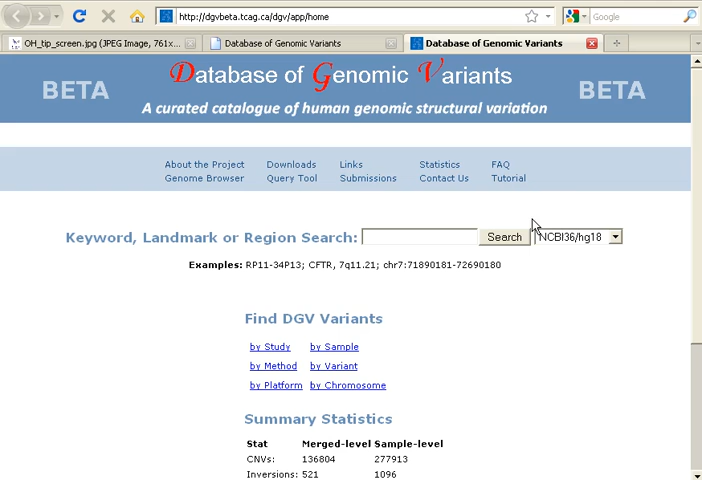 http://dgvbeta.tcag.ca/dgv/app/home
Google
OH_tip_screen.jpg (JPEG Image, 761x...
Database of Genomic Variants
Database of Genomic Variants
BETA
Database of Genomic Variants
BETA
A curated catalogue of human genomic structural variation
About the Project Downloads Links Statistics FAQ
Genome Browser Query Tool Submissions Contact Us Tutorial
Keyword, Landmark or Region Search: Search NCBI36/hg18
Examples: RP11-34P13; CFTR, 7q11.21; chr7:71890181-72690180
Find DGV Variants
by Study by Sample
by Method by Variant
by Platform by Chromosome
Summary Statistics
Stat Merged-level Sample-level
CNVs: 136804 277913
Inversions: 521 1096